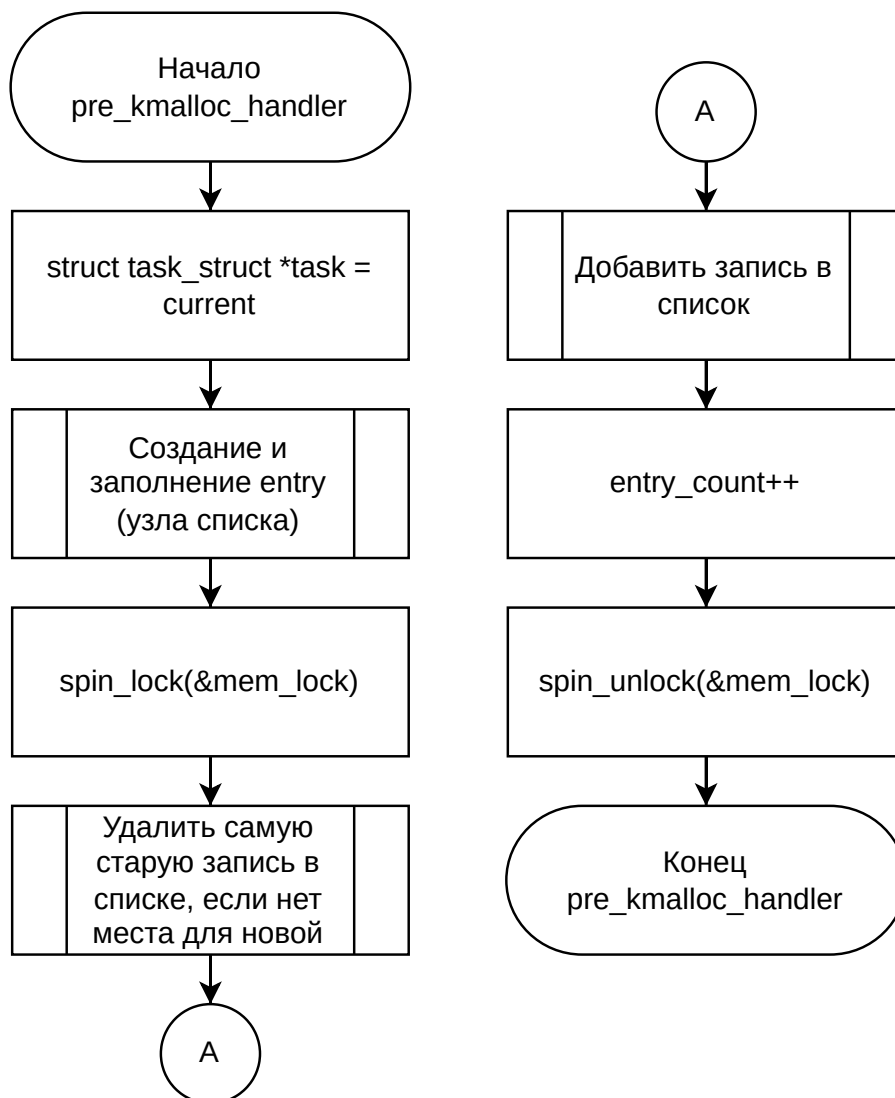 Начало
pre_kmalloc_handler
struct task_struct *task =
current
Создание и
заполнение entry
(узла списка)
spin_lock(&mem_lock)
Удалить самую
старую запись в
списке, если нет
места для новой
A
A
Добавить запись в
список
entry_count++
spin_unlock(&mem_lock)
Конец
pre_kmalloc_handler